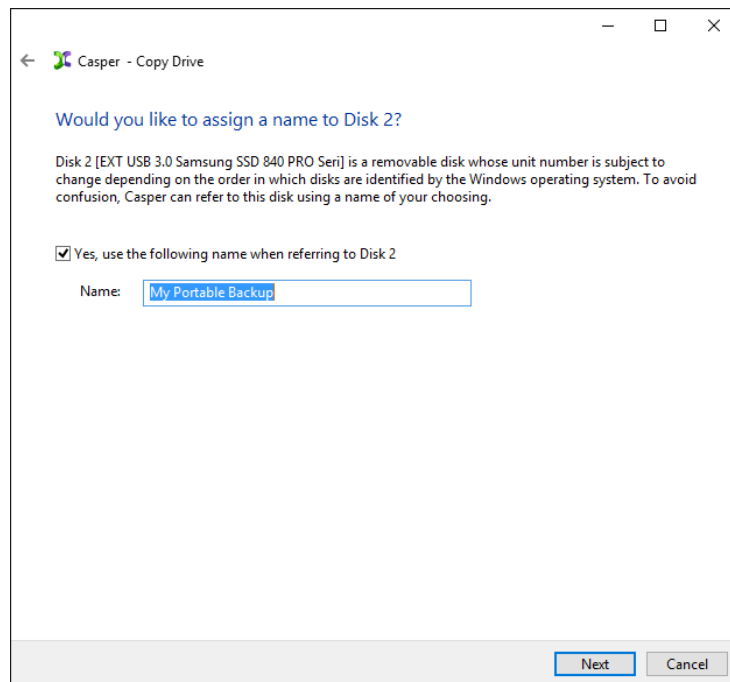 Casper - Copy Drive
Would you like to assign a name to Disk 2?
Disk 2 [EXT USB 3.0 Samsung SSD 840 PRO Seri] is a removable disk whose unit number is subject to
change depending on the order in which disks are identified by the Windows operating system. To avoid
confusion, Casper can refer to this disk using a name of your choosing.
Yes, use the following name when referring to Disk 2
Name: My Portable Backup
Next Cancel